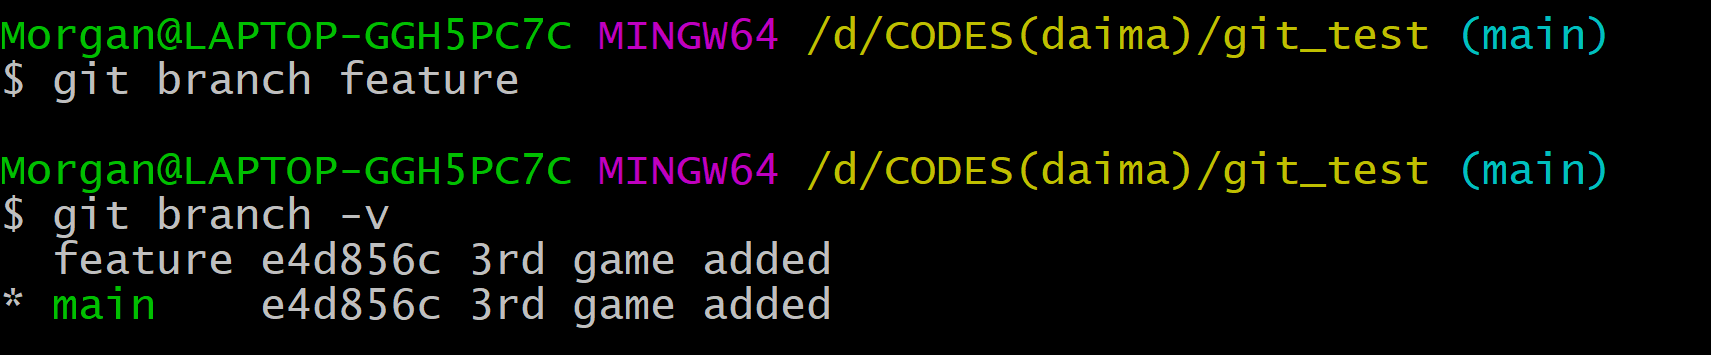 Morgan@LAPTOP-GGH5PC7C MINGW64 /d/CODES(daima)/git_test (main)
$ git branch feature
Morgan@LAPTOP-GGH5PC7C MINGW64 /d/CODES(daima)/git_test (main)
$ git branch -v
  feature e4d856c 3rd game added
* main    e4d856c 3rd game added